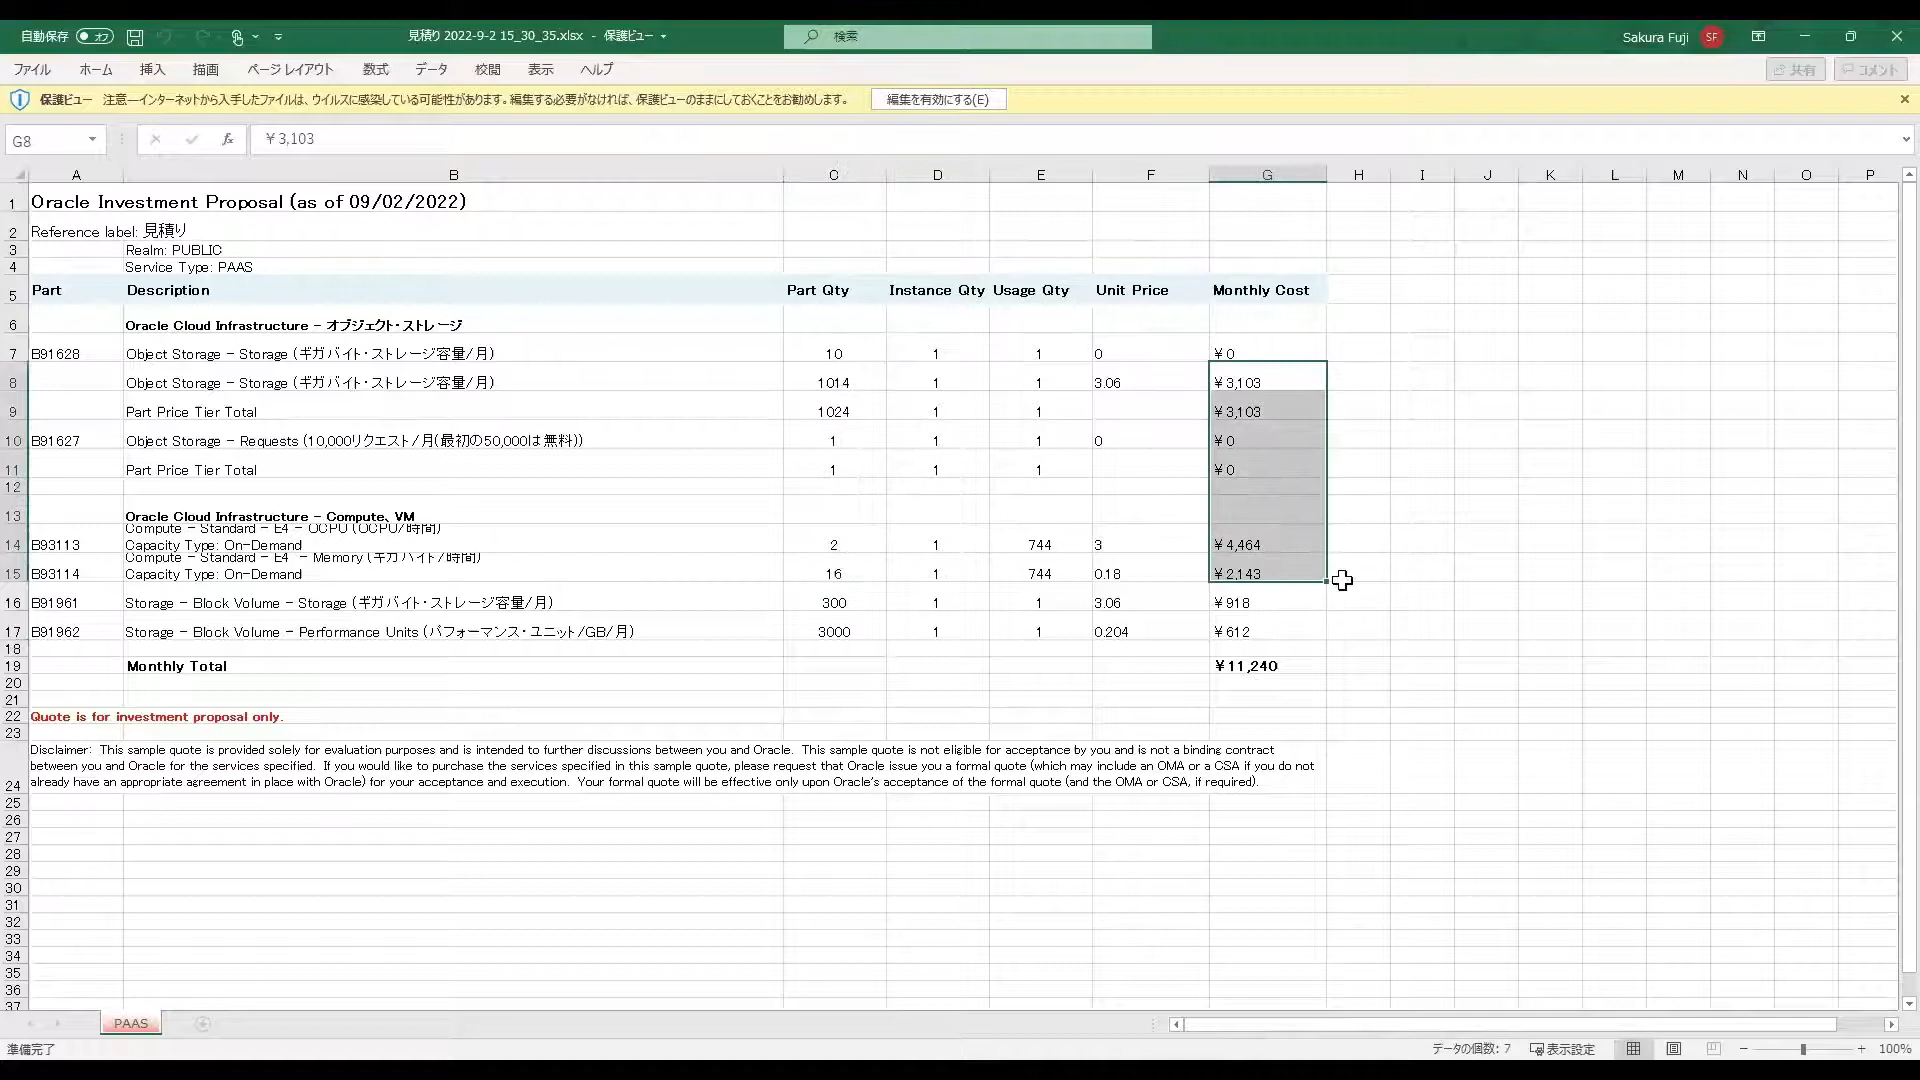 自動保存 オフ 見積り 2022-9-2 15_30_35.xlsx - 保護ビュー 検索 Sakura Fuji SF
ファイル ホーム 挿入 描画 ページ レイアウト 数式 データ 校閲 表示 ヘルプ 共有 コメント
保護ビュー 注意—インターネットから入手したファイルは、ウイルスに感染している可能性があります。編集する必要がなければ、保護ビューのままにしておくことをお勧めします。 編集を有効にする(E)
G8 fx ￥3,103
A B C D E F G H I J K L M N O P
1 Oracle Investment Proposal (as of 09/02/2022)
2 Reference label: 見積り
3 Realm: PUBLIC
4 Service Type: PAAS
5 Part Description Part Qty Instance Qty Usage Qty Unit Price Monthly Cost
6 Oracle Cloud Infrastructure - オブジェクト・ストレージ
7 B91628 Object Storage - Storage (ギガバイト・ストレージ容量/月) 10 1 1 0 ￥0
8 Object Storage - Storage (ギガバイト・ストレージ容量/月) 1014 1 1 3.06 ￥3,103
9 Part Price Tier Total 1024 1 1 ￥3,103
10 B91627 Object Storage - Requests (10,000リクエスト/月(最初の50,000は無料)) 1 1 1 0 ￥0
11 Part Price Tier Total 1 1 1 ￥0
12
13 Oracle Cloud Infrastructure - Compute、VM
Compute - Standard - E4 - OCPU (OCPU/時間)
14 B93113 Capacity Type: On-Demand 2 1 744 3 ￥4,464
Compute - Standard - E4 - Memory (ギガバイト/時間)
15 B93114 Capacity Type: On-Demand 16 1 744 0.18 ￥2,143
16 B91961 Storage - Block Volume - Storage (ギガバイト・ストレージ容量/月) 300 1 1 3.06 ￥918
17 B91962 Storage - Block Volume - Performance Units (パフォーマンス・ユニット/GB/月) 3000 1 1 0.204 ￥612
18
19 Monthly Total ￥11,240
20
21
22 Quote is for investment proposal only.
23
Disclaimer: This sample quote is provided solely for evaluation purposes and is intended to further discussions between you and Oracle. This sample quote is not eligible for acceptance by you and is not a binding contract
between you and Oracle for the services specified. If you would like to purchase the services specified in this sample quote, please request that Oracle issue you a formal quote (which may include an OMA or a CSA if you do not
24 already have an appropriate agreement in place with Oracle) for your acceptance and execution. Your formal quote will be effective only upon Oracle's acceptance of the formal quote (and the OMA or CSA, if required).
25
26
27
28
29
30
31
32
33
34
35
36
37
PAAS
準備完了 データの個数: 7 表示設定 100%